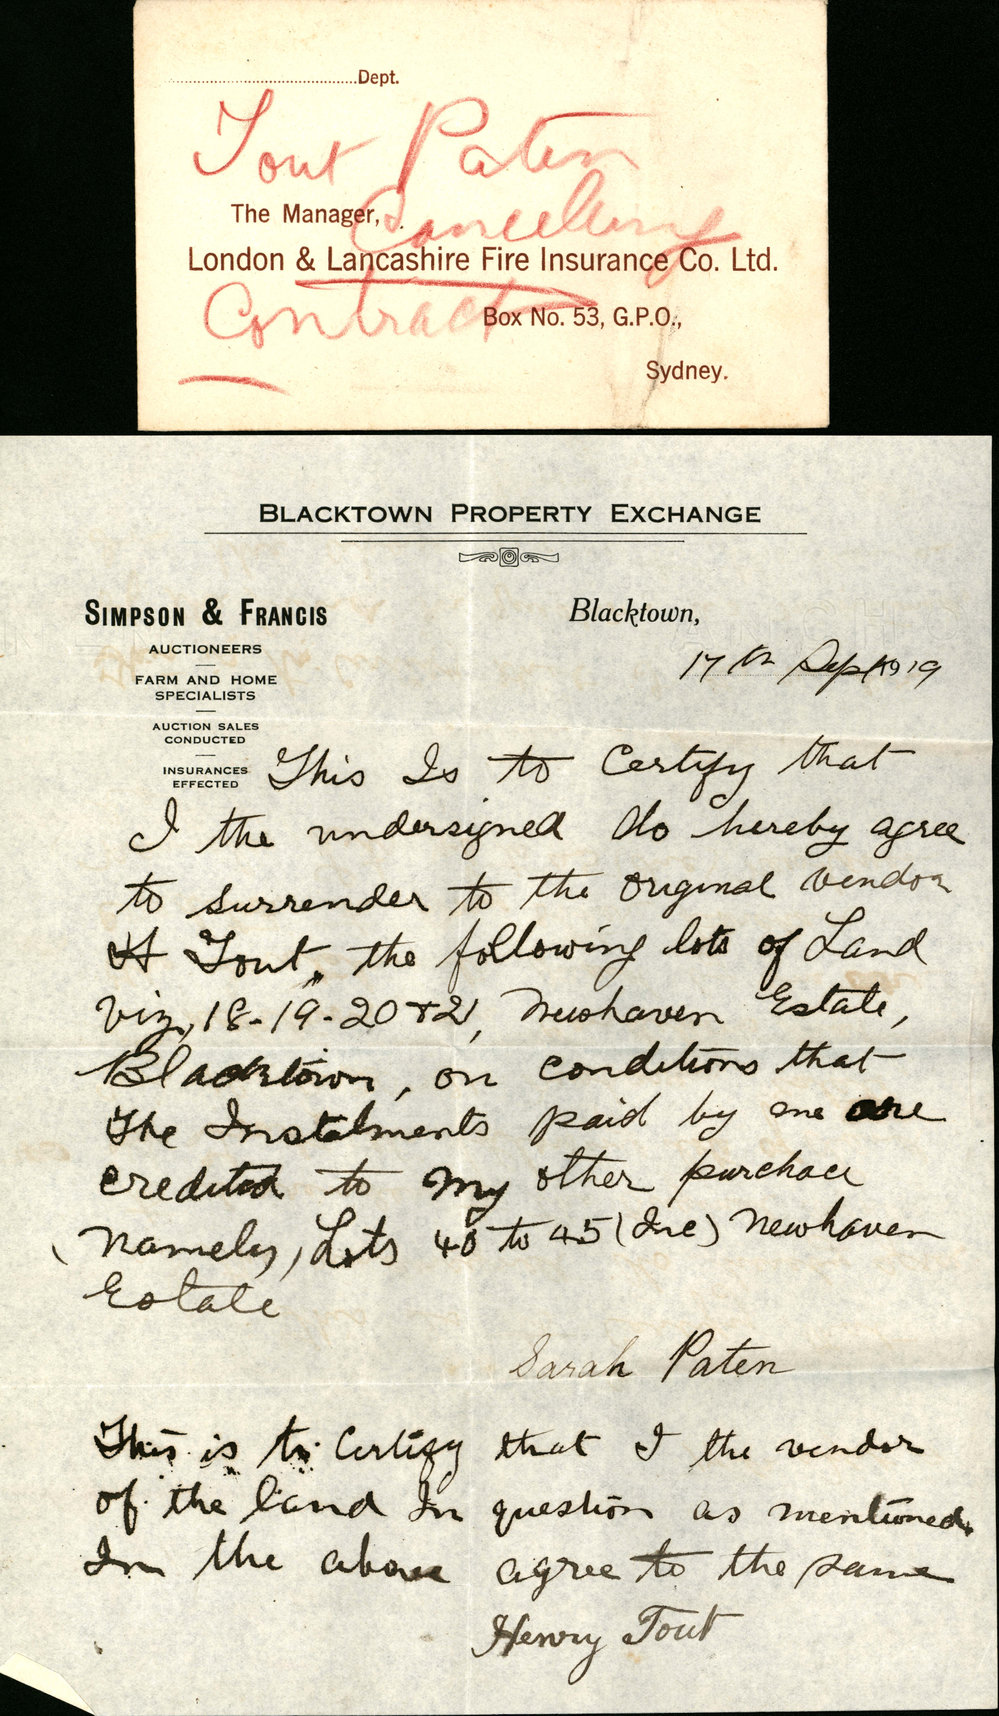 ....................................Dept.
Tout Paten
The Manager,
Cancelling
London & Lancashire Fire Insurance Co. Ltd.
Contract
Box No. 53, G.P.O.,
Sydney.
BLACKTOWN PROPERTY EXCHANGE
SIMPSON & FRANCIS
AUCTIONEERS
FARM AND HOME
SPECIALISTS
AUCTION SALES
CONDUCTED
INSURANCES
EFFECTED
Blacktown,
17th Sept 1919
This Is to Certify that
I the undersigned do hereby agree
to surrender to the original vendor
H Tout, the following lots of Land
Viz, 18-19-20 & 21, Newhaven Estate,
Blacktown, on conditions that
The Instalments paid by me are
credited to my other purchase
(Namely, Lots 40 to 45 (Inc) Newhaven
Estate
Sarah Paten
This is to Certify that I the vendor
of the land In question as mentioned
In the above agree to the same
Henry Tout